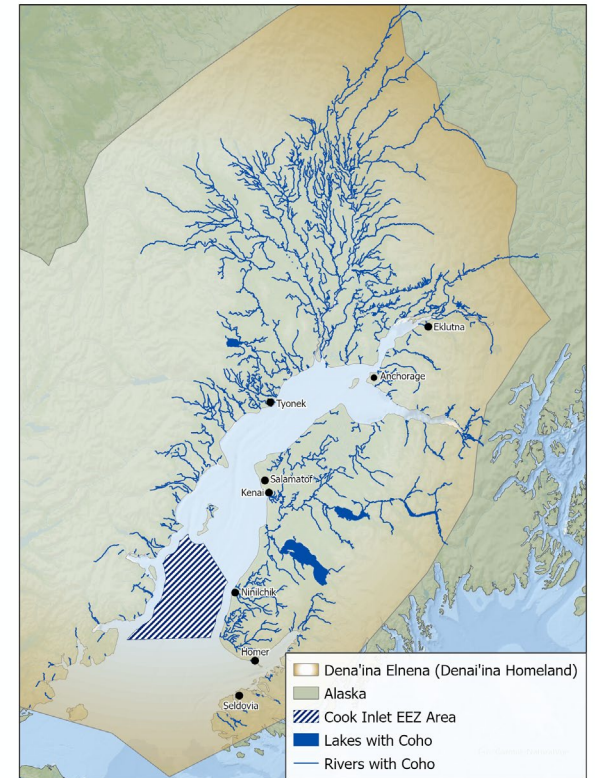 Eklutna
Anchorage
Tyonek
Salamatof
Kenai
Ninilchik
Homer
Seldovia
Dena'ina Elnena (Denai'ina Homeland)
Alaska
Cook Inlet EEZ Area
Lakes with Coho
Rivers with Coho